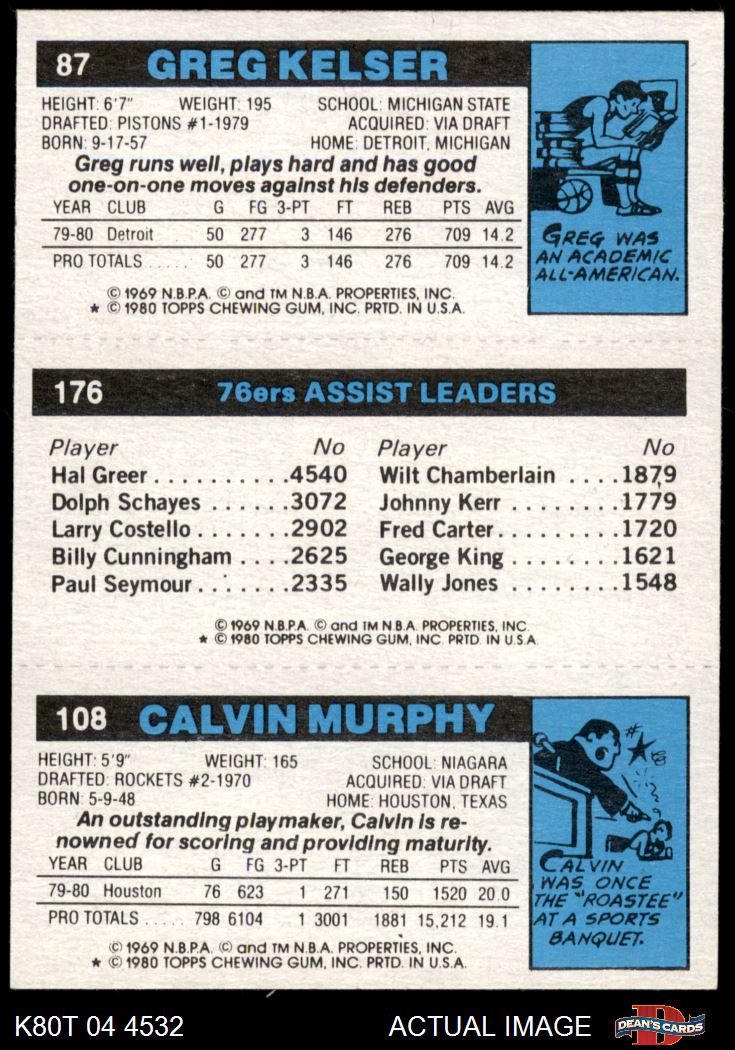 87 GREG KELSER
HEIGHT: 6'7" WEIGHT: 195 SCHOOL: MICHIGAN STATE
DRAFTED: PISTONS #1-1979 ACQUIRED: VIA DRAFT
BORN: 9-17-57 HOME: DETROIT, MICHIGAN
Greg runs well, plays hard and has good
one-on-one moves against his defenders.
YEAR CLUB G FG 3-PT FT REB PTS AVG
79-80 Detroit 50 277 3 146 276 709 14.2
PRO TOTALS ..... 50 277 3 146 276 709 14.2
© 1969 N.B.P.A. © and TM N.B.A. PROPERTIES, INC.
* © 1980 TOPPS CHEWING GUM, INC. PRTD. IN U.S.A.
GREG WAS
AN ACADEMIC
ALL-AMERICAN.
176 76ers ASSIST LEADERS
Player No Player No
Hal Greer..........4540 Wilt Chamberlain ....1879
Dolph Schayes ......3072 Johnny Kerr ........1779
Larry Costello.......2902 Fred Carter.........1720
Billy Cunningham ....2625 George King........1621
Paul Seymour.......2335 Wally Jones ........1548
© 1969 N.B.P.A. © and TM N.B.A. PROPERTIES, INC
* © 1980 TOPPS CHEWING GUM, INC. PRTD. IN U.S.A.
108 CALVIN MURPHY
HEIGHT: 5'9" WEIGHT: 165 SCHOOL: NIAGARA
DRAFTED: ROCKETS #2-1970 ACQUIRED: VIA DRAFT
BORN: 5-9-48 HOME: HOUSTON, TEXAS
An outstanding playmaker, Calvin is re-
nowned for scoring and providing maturity.
YEAR CLUB G FG 3-PT FT REB PTS AVG
79-80 Houston 76 623 1 271 150 1520 20.0
PRO TOTALS ..... 798 6104 1 3001 1881 15,212 19.1
© 1969 N.B.P.A. © and TM N.B.A. PROPERTIES, INC.
* © 1980 TOPPS CHEWING GUM, INC. PRTD. IN U.S.A.
CALVIN
WAS ONCE
THE "ROASTEE"
AT A SPORTS
BANQUET.
K80T 04 4532 ACTUAL IMAGE DEAN'S CARDS